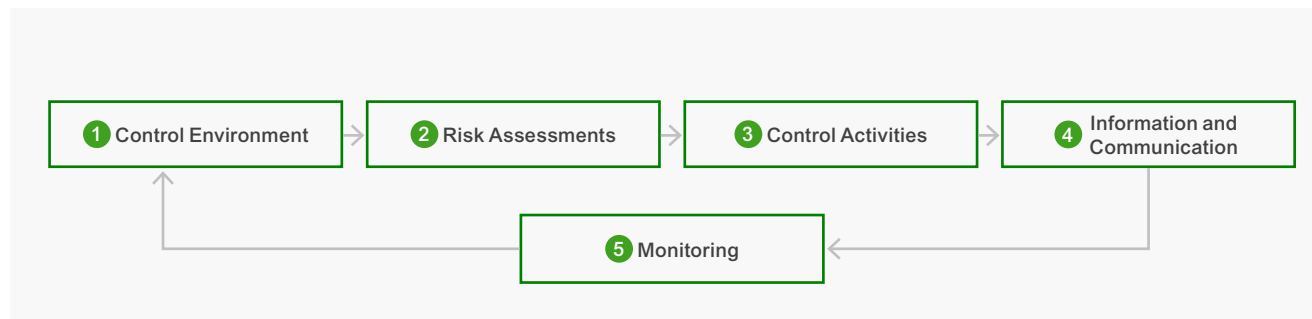 1 Control Environment
2 Risk Assessments
3 Control Activities
4 Information and
Communication
5 Monitoring